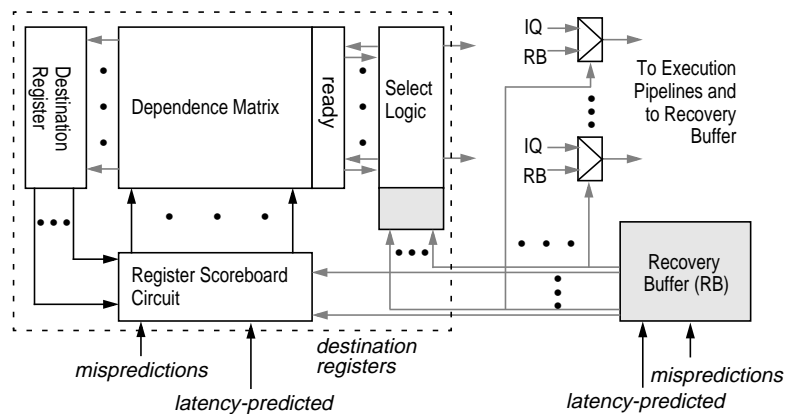 Destination
Register
Dependence Matrix
ready
Select
Logic
IQ
RB
To Execution
Pipelines and
to Recovery
Buffer
IQ
RB
Register Scoreboard
Circuit
Recovery
Buffer (RB)
mispredictions
destination
registers
latency-predicted
mispredictions
latency-predicted